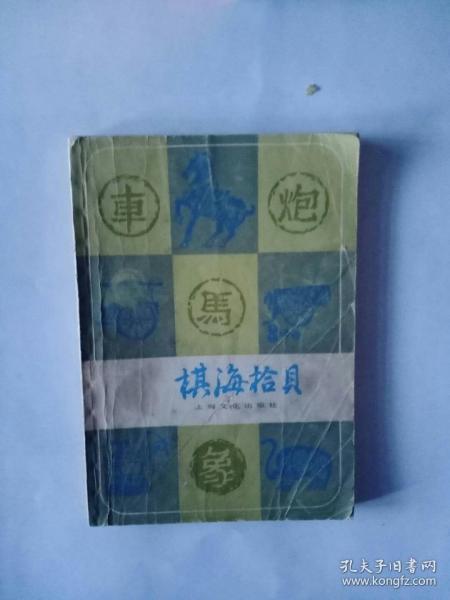 車
炮
馬
棋海拾貝
上海文化出版社
象
孔夫子旧书网
www.kongfz.com